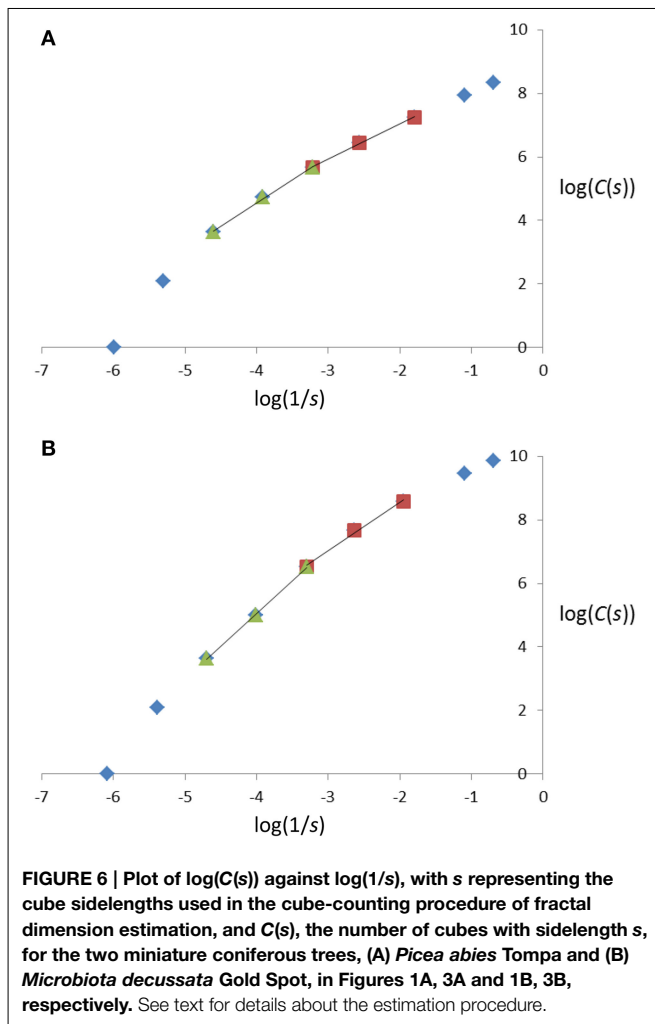 A
10
8
6
4
2
0
log(C(s))
-7 -6 -5 -4 -3 -2 -1 0
log(1/s)
B
10
8
6
4
2
0
log(C(s))
-7 -6 -5 -4 -3 -2 -1 0
log(1/s)
FIGURE 6 | Plot of log(C(s)) against log(1/s), with s representing the
cube sidelengths used in the cube-counting procedure of fractal
dimension estimation, and C(s), the number of cubes with sidelength s,
for the two miniature coniferous trees, (A) Picea abies Tompa and (B)
Microbiota decussata Gold Spot, in Figures 1A, 3A and 1B, 3B,
respectively. See text for details about the estimation procedure.